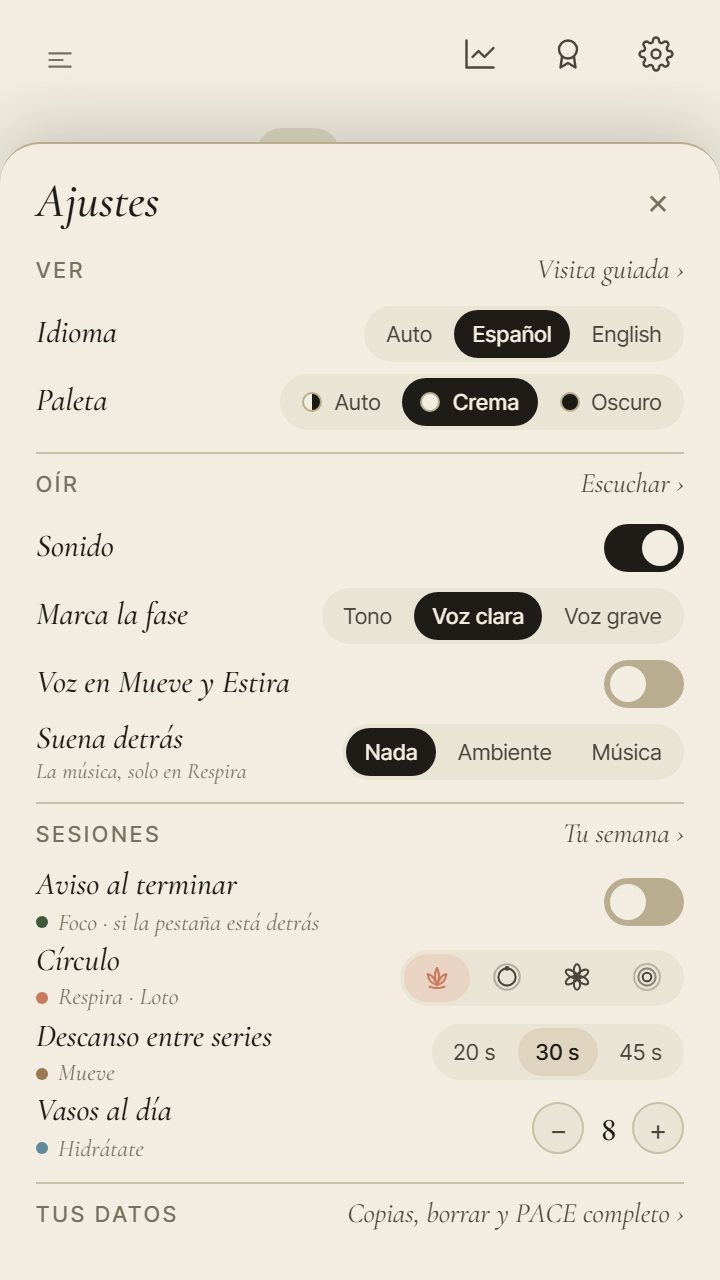 Ajustes
VER
Visita guiada ›
Idioma
Auto Español English
Paleta
Auto Crema Oscuro
OÍR
Escuchar ›
Sonido
Marca la fase
Tono Voz clara Voz grave
Voz en Mueve y Estira
Suena detrás
La música, solo en Respira
Nada Ambiente Música
SESIONES
Tu semana ›
Aviso al terminar
Foco · si la pestaña está detrás
Círculo
Respira · Loto
Descanso entre series
Mueve
20 s 30 s 45 s
Vasos al día
Hidrátate
− 8 +
TUS DATOS
Copias, borrar y PACE completo ›